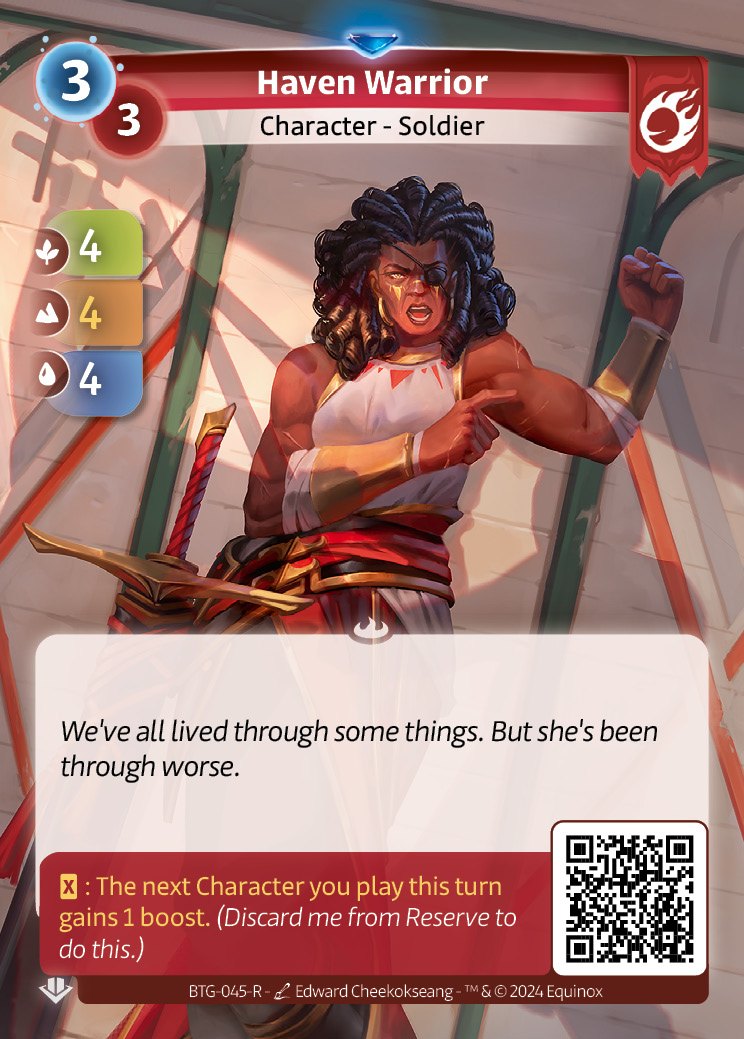 3
3
Haven Warrior
Character - Soldier
4
4
4
We've all lived through some things. But she's been
through worse.
X : The next Character you play this turn
gains 1 boost. (Discard me from Reserve to
do this.)
BTG-045-R - Edward Cheekokseang - ™ & © 2024 Equinox